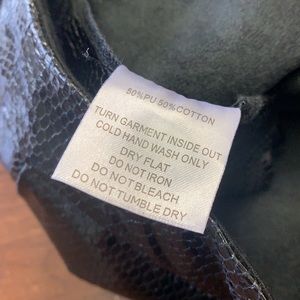 50%PU 50%COTTON
TURN GARMENT INSIDE OUT
COLD HAND WASH ONLY
DRY FLAT
DO NOT IRON
DO NOT BLEACH
DO NOT TUMBLE DRY